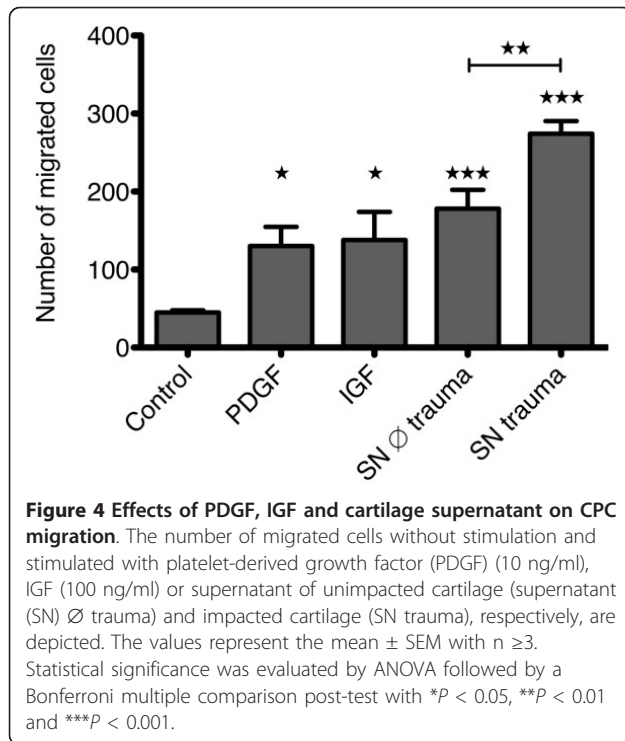 400
300
200
100
0
Number of migrated cells
★★
★★★
★
★
★★★
Control
PDGF
IGF
SN Ø trauma
SN trauma
Figure 4 Effects of PDGF, IGF and cartilage supernatant on CPC
migration. The number of migrated cells without stimulation and
stimulated with platelet-derived growth factor (PDGF) (10 ng/ml),
IGF (100 ng/ml) or supernatant of unimpacted cartilage (supernatant
(SN) Ø trauma) and impacted cartilage (SN trauma), respectively, are
depicted. The values represent the mean ± SEM with n ≥3.
Statistical significance was evaluated by ANOVA followed by a
Bonferroni multiple comparison post-test with *P < 0.05, **P < 0.01
and ***P < 0.001.